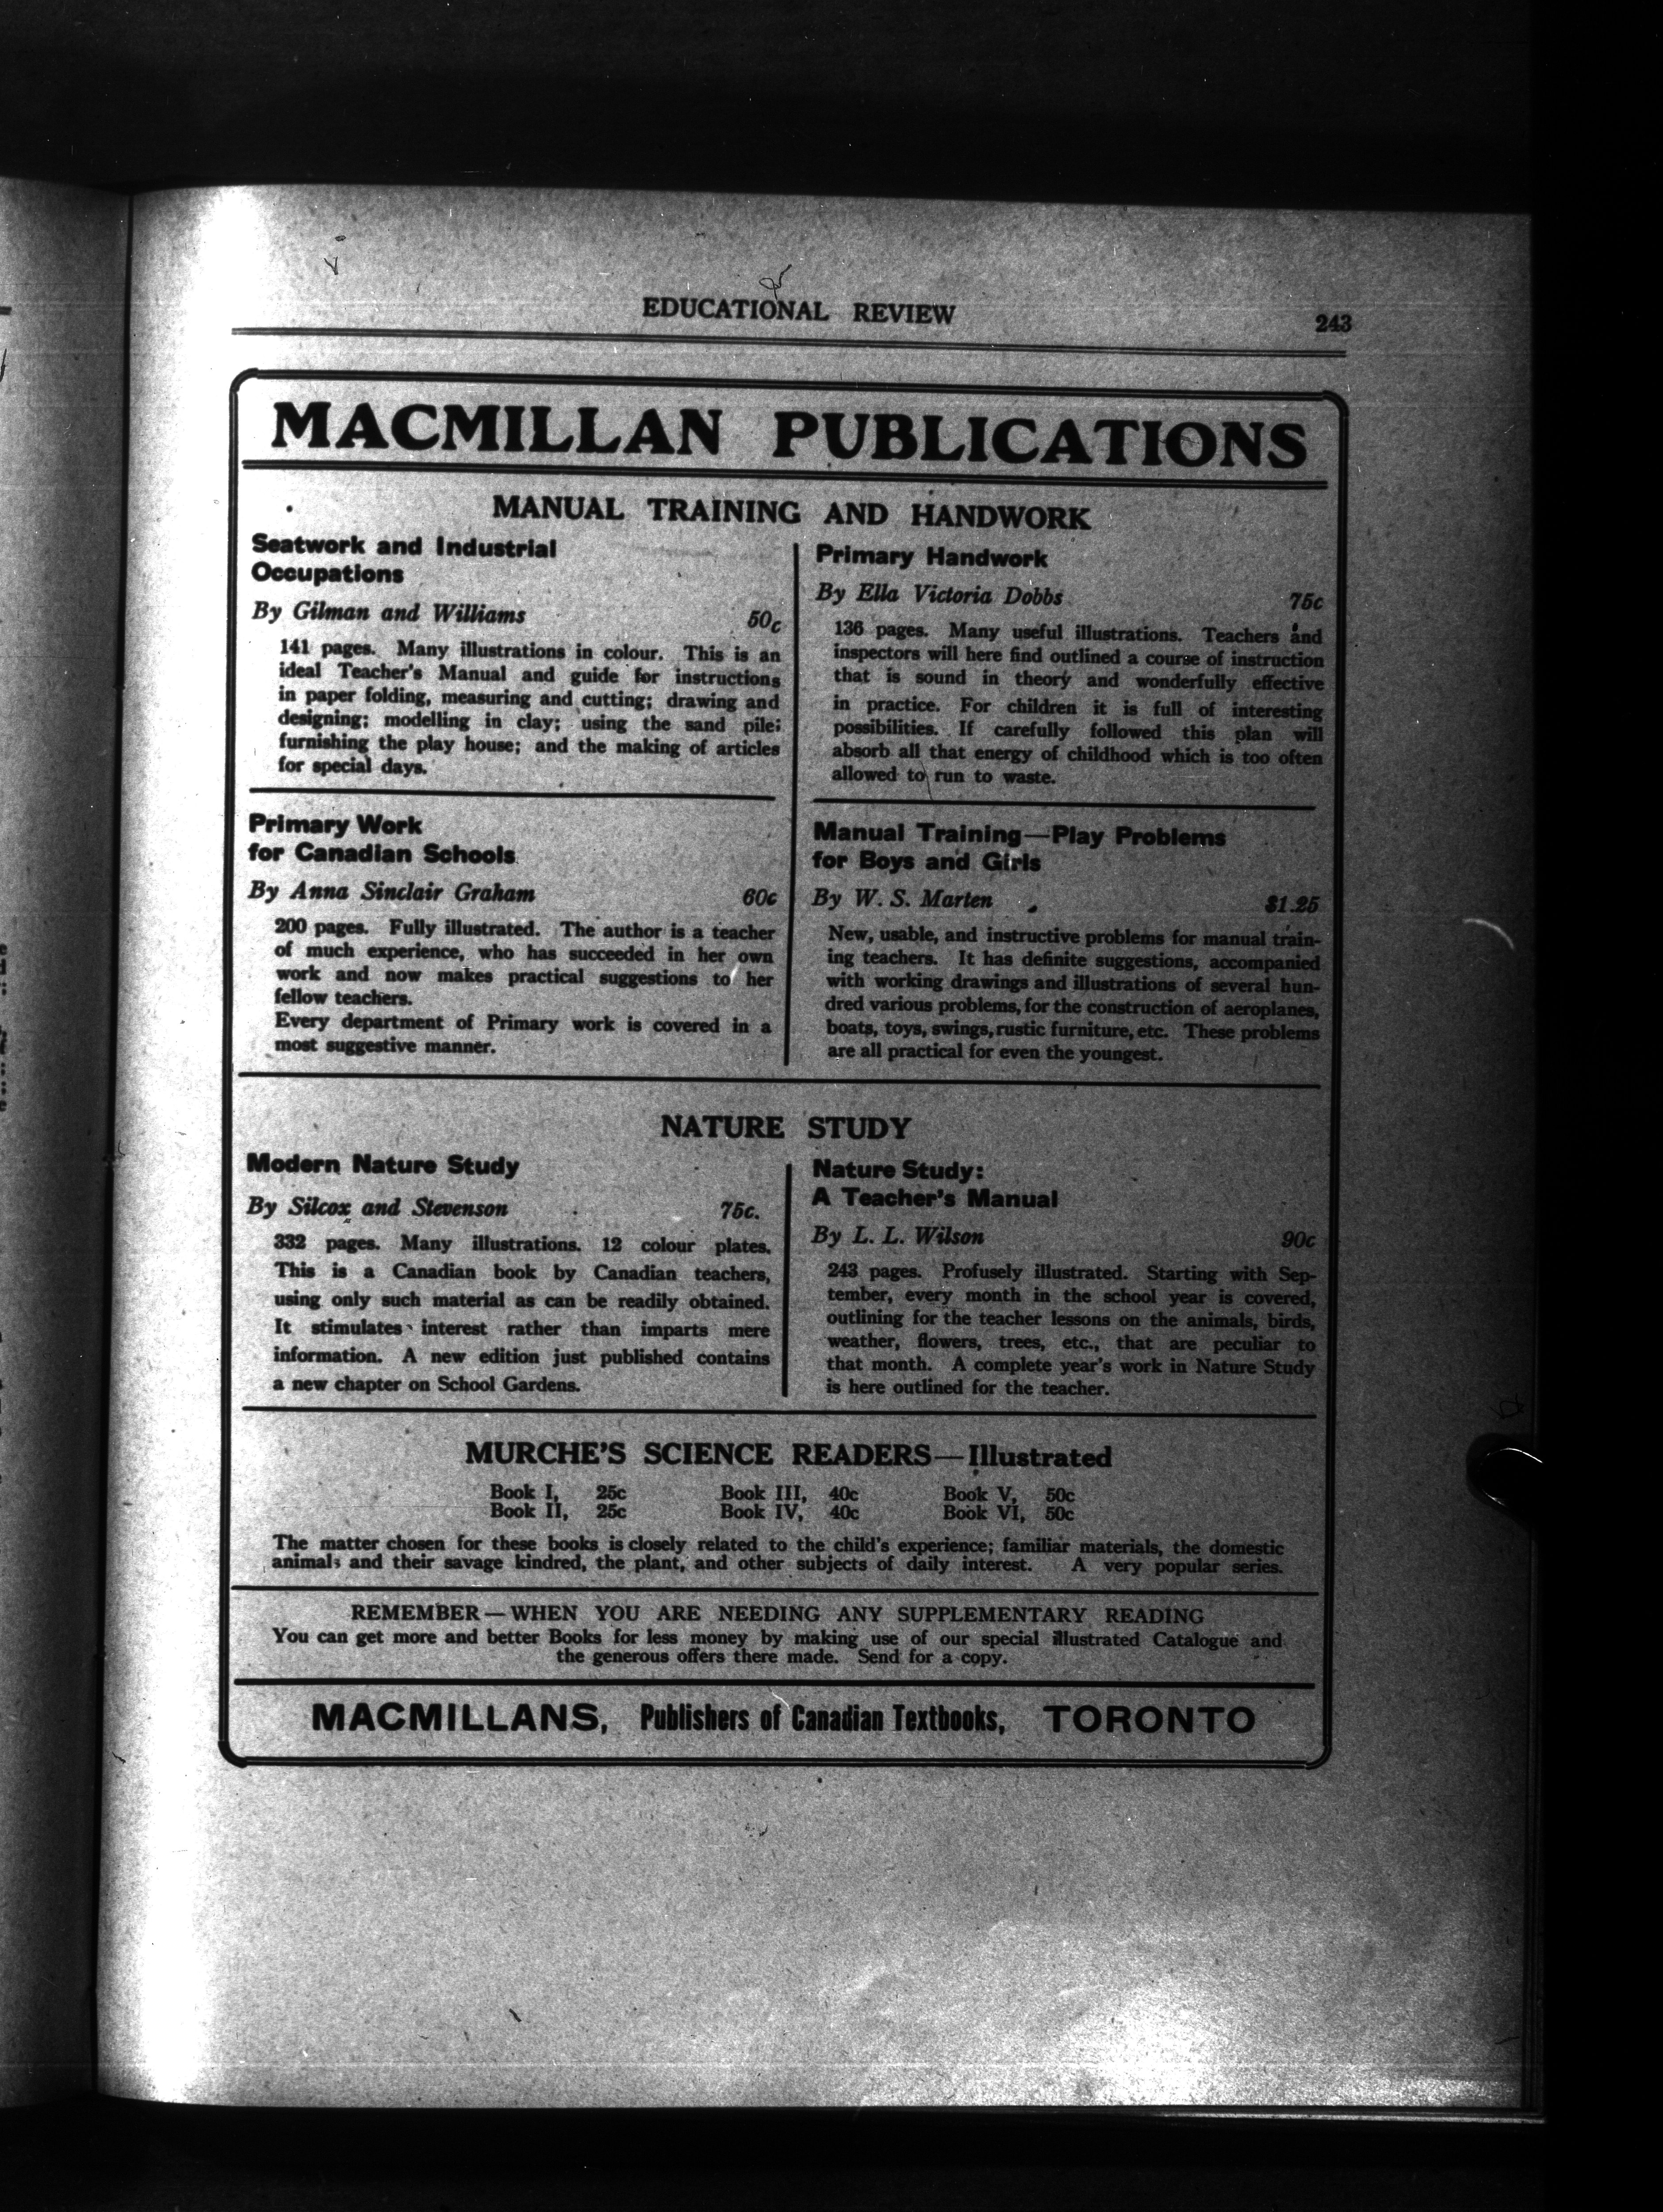 EDUCATIONAL REVIEW
243
MACMILLAN PUBLICATIONS
MANUAL TRAINING AND HANDWORK
Seatwork and Industrial
Occupations
By Gilman and Williams 50c
141 pages. Many illustrations in colour. This is an
ideal Teacher's Manual and guide for instructions
in paper folding, measuring and cutting; drawing and
designing; modelling in clay; using the sand pile;
furnishing the play house; and the making of articles
for special days.
Primary Work
for Canadian Schools
By Anna Sinclair Graham 60c
200 pages. Fully illustrated. The author is a teacher
of much experience, who has succeeded in her own
work and now makes practical suggestions to her
fellow teachers.
Every department of Primary work is covered in a
most suggestive manner.
Primary Handwork
By Ella Victoria Dobbs 75c
136 pages. Many useful illustrations. Teachers and
inspectors will here find outlined a course of instruction
that is sound in theory and wonderfully effective
in practice. For children it is full of interesting
possibilities. If carefully followed this plan will
absorb all that energy of childhood which is too often
allowed to run to waste.
Manual Training—Play Problems
for Boys and Girls
By W. S. Marten $1.25
New, usable, and instructive problems for manual train-
ing teachers. It has definite suggestions, accompanied
with working drawings and illustrations of several hun-
dred various problems, for the construction of aeroplanes,
boats, toys, swings, rustic furniture, etc. These problems
are all practical for even the youngest.
NATURE STUDY
Modern Nature Study
By Silcox and Stevenson 75c.
332 pages. Many illustrations. 12 colour plates.
This is a Canadian book by Canadian teachers,
using only such material as can be readily obtained.
It stimulates interest rather than imparts mere
information. A new edition just published contains
a new chapter on School Gardens.
Nature Study:
A Teacher's Manual
By L. L. Wilson 90c
243 pages. Profusely illustrated. Starting with Sep-
tember, every month in the school year is covered,
outlining for the teacher lessons on the animals, birds,
weather, flowers, trees, etc., that are peculiar to
that month. A complete year's work in Nature Study
is here outlined for the teacher.
MURCHE'S SCIENCE READERS—Illustrated
Book I, 25c Book III, 40c Book V, 50c
Book II, 25c Book IV, 40c Book VI, 50c
The matter chosen for these books is closely related to the child's experience; familiar materials, the domestic
animals and their savage kindred, the plant, and other subjects of daily interest. A very popular series.
REMEMBER—WHEN YOU ARE NEEDING ANY SUPPLEMENTARY READING
You can get more and better Books for less money by making use of our special illustrated Catalogue and
the generous offers there made. Send for a copy.
MACMILLANS, Publishers of Canadian Textbooks, TORONTO